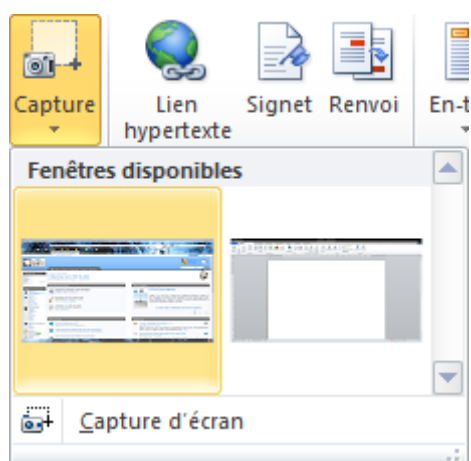 Capture
Lien
hypertexte
Signet
Renvoi
En-t
Fenêtres disponibles
Capture d'écran